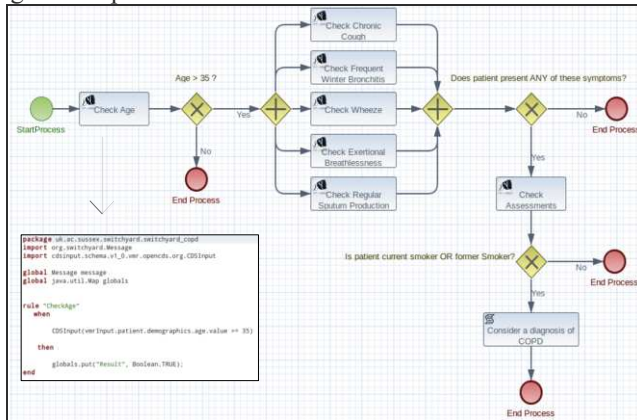 Check Chronic
Cough
Age > 35 ?
Check Frequent
Winter Bronchitis
Does patient present ANY of these symptoms?
Check Age
Yes
Check Wheeze
No
StartProcess
End Process
No
Check Exertional
Breathlessness
Yes
End Process
Check Regular
Sputum Production
Check
Assessments
package uk.ac.sussex.switchyard.switchyard_copd
import org.switchyard.Message
import cdsinput.schema.v1_0.vmr.opencds.org.CDSInput
global Message message
global java.util.Map globals
rule "CheckAge"
when
CDSInput(vmrInput.patient.demographics.age.value >= 35)
then
globals.put("Result", Boolean.TRUE);
end
Is patient current smoker OR former Smoker?
No
End Process
Yes
Consider a diagnosis of
COPD
End Process